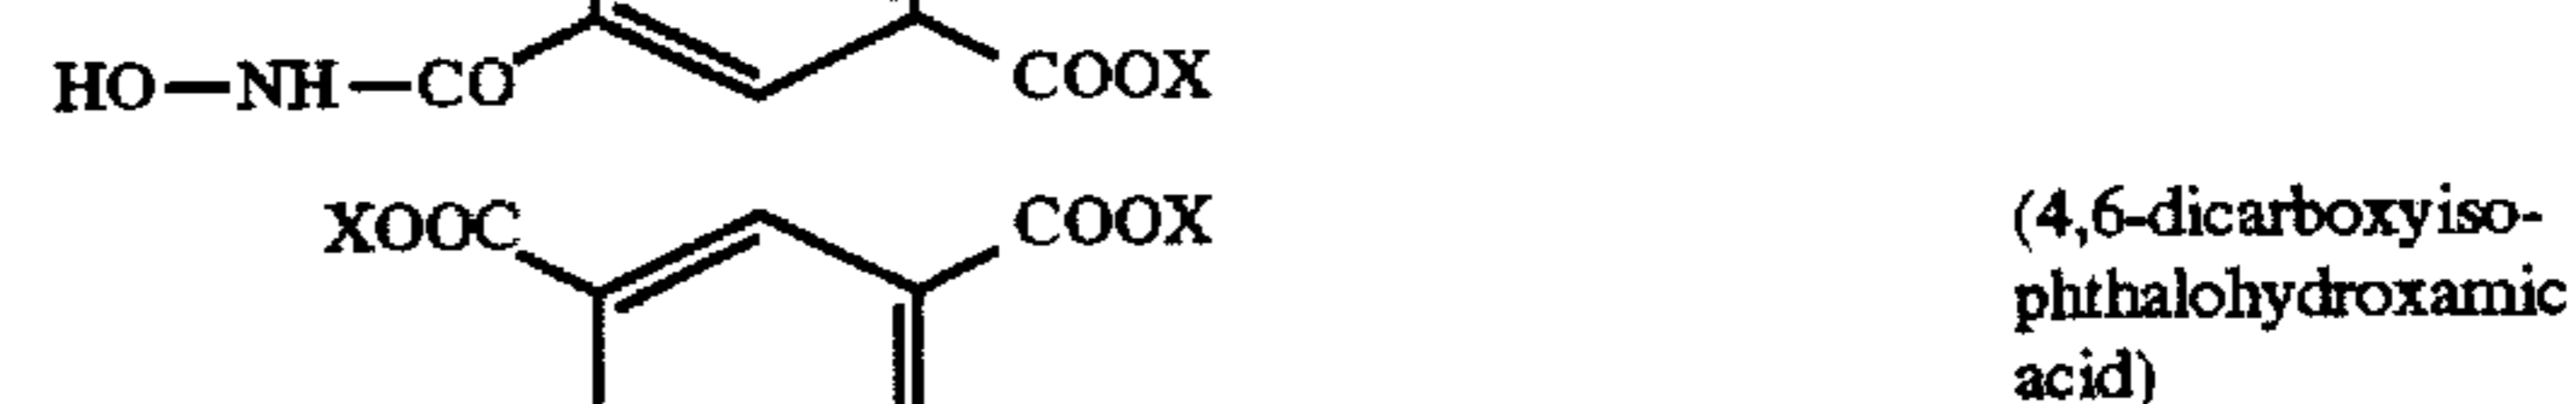 HO—NH—CO COOX
XOOC COOX
(4,6-dicarboxyiso-
phthalohydroxamic
acid)